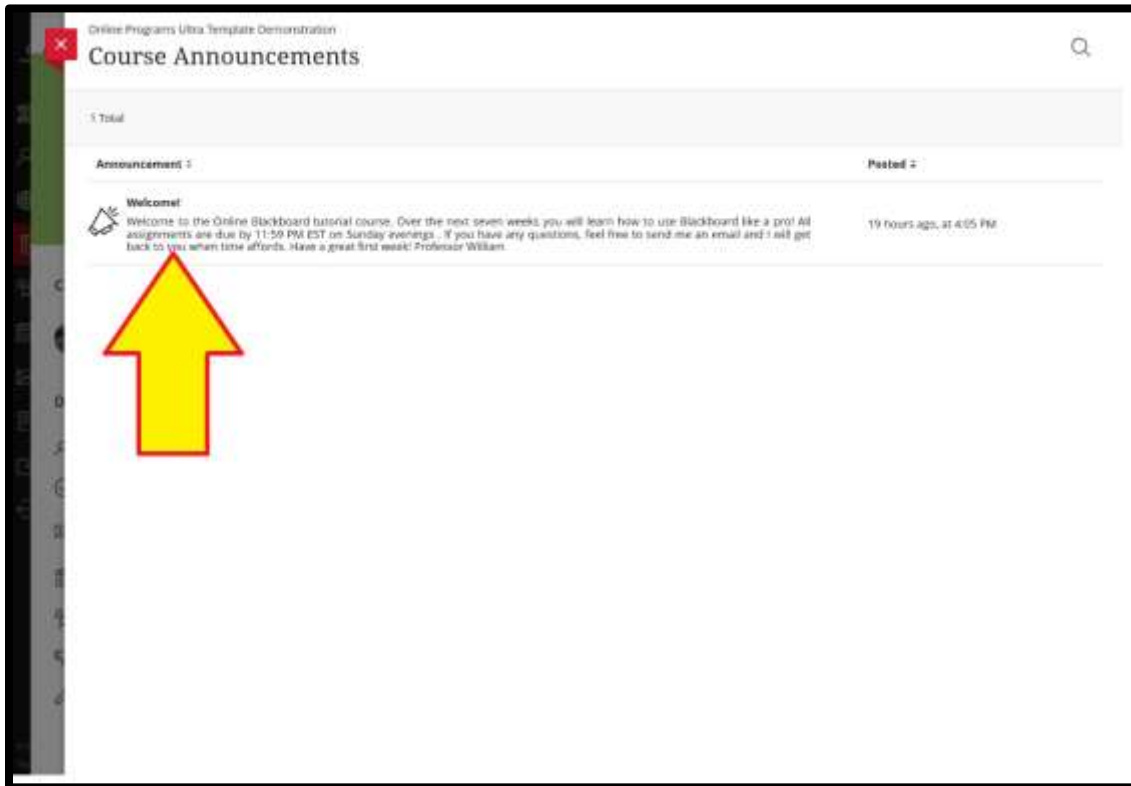 Online Programs Ultra Template Demonstration
Course Announcements
1 Total
Announcement
Posted
Welcome!
Welcome to the Online Blackboard tutorial course. Over the next seven weeks you will learn how to use Blackboard like a pro! All
assignments are due by 11:59 PM EST on Sunday evenings . If you have any questions, feel free to send me an email and I will get
back to you when time affords. Have a great first week! Professor William
19 hours ago, at 4:05 PM